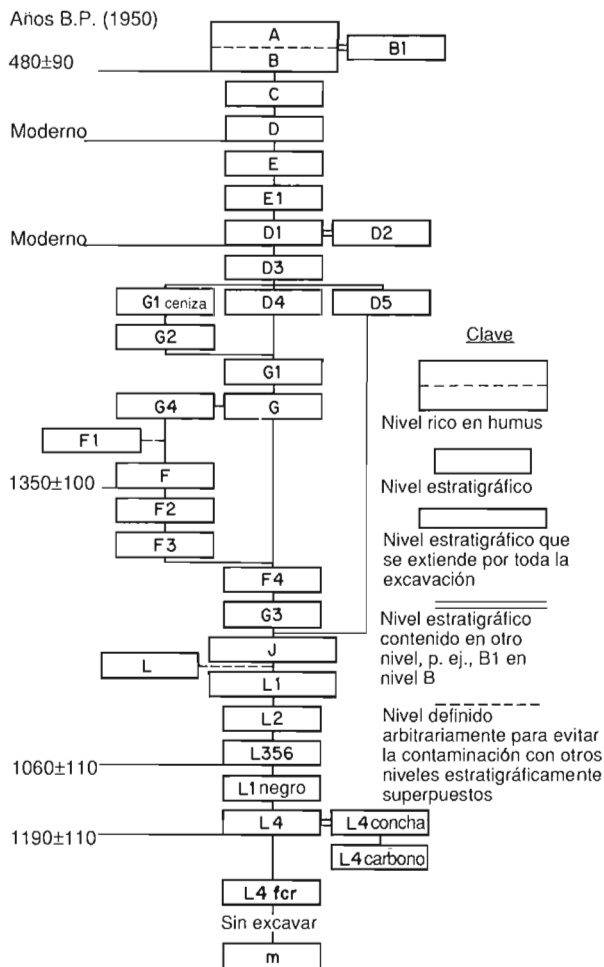 Años B.P. (1950)
A
B
B1
480±90
C
Moderno
D
E
E1
Moderno
D1
D2
D3
G1 ceniza
D4
D5
G2
G1
G4
G
F1
1350±100
F
F2
F3
F4
G3
J
L
L1
L2
L356
1060±110
L1 negro
L4
L4 concha
1190±110
L4 carbono
L4 fcr
Sin excavar
m
Clave
Nivel rico en humus
Nivel estratigráfico
Nivel estratigráfico que
se extiende por toda la
excavación
Nivel estratigráfico
contenido en otro
nivel, p. ej., B1 en
nivel B
Nivel definido
arbitrariamente para evitar
la contaminación con otros
niveles estratigráficamente
superpuestos